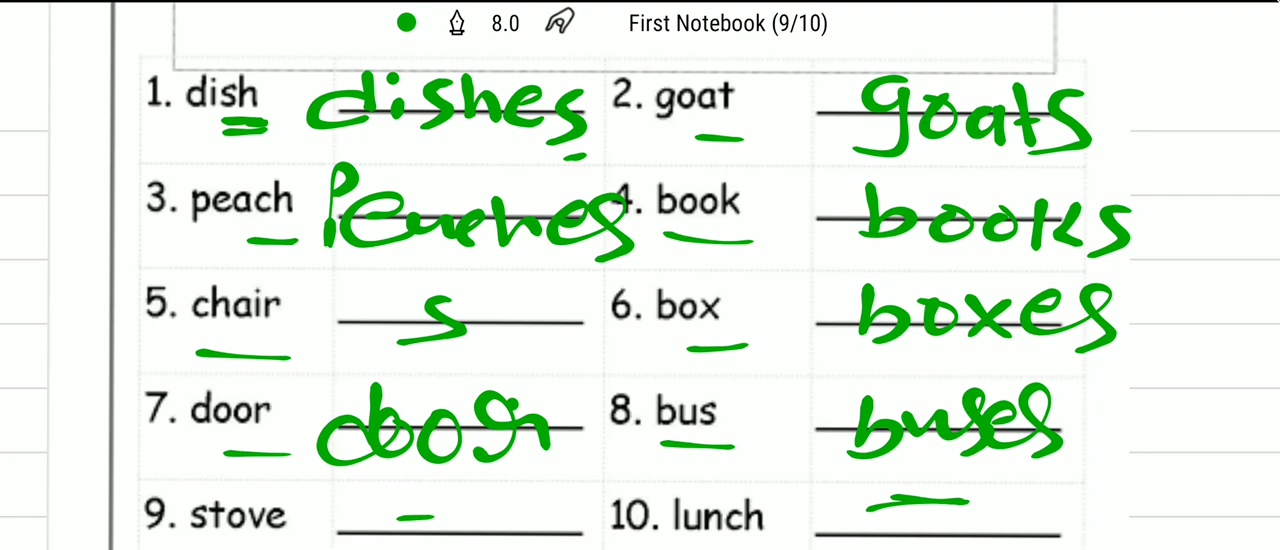 8.0 First Notebook (9/10)
1. dish dishes 2. goat goats
3. peach Peaches 4. book books
5. chair s 6. box boxes
7. door 8. bus buses
9. stove 10. lunch